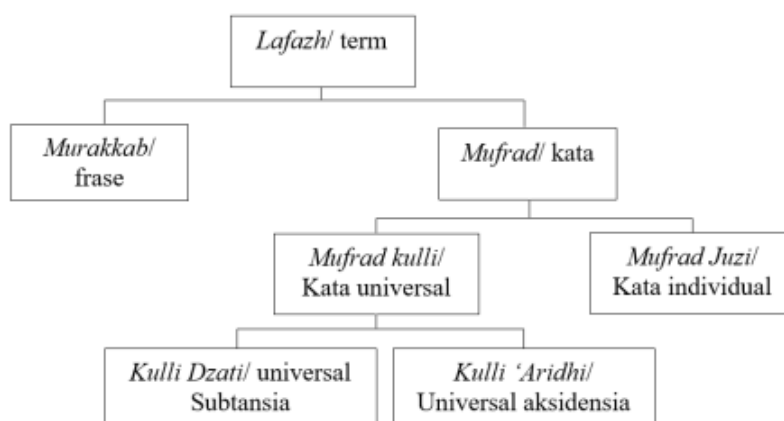 Lafazh/ term
Murakkab/
frase
Mufrad/ kata
Mufrad kulli/
Kata universal
Mufrad Juzi/
Kata individual
Kulli Dzati/ universal
Subtansia
Kulli ‘Aridhi/
Universal aksidensia